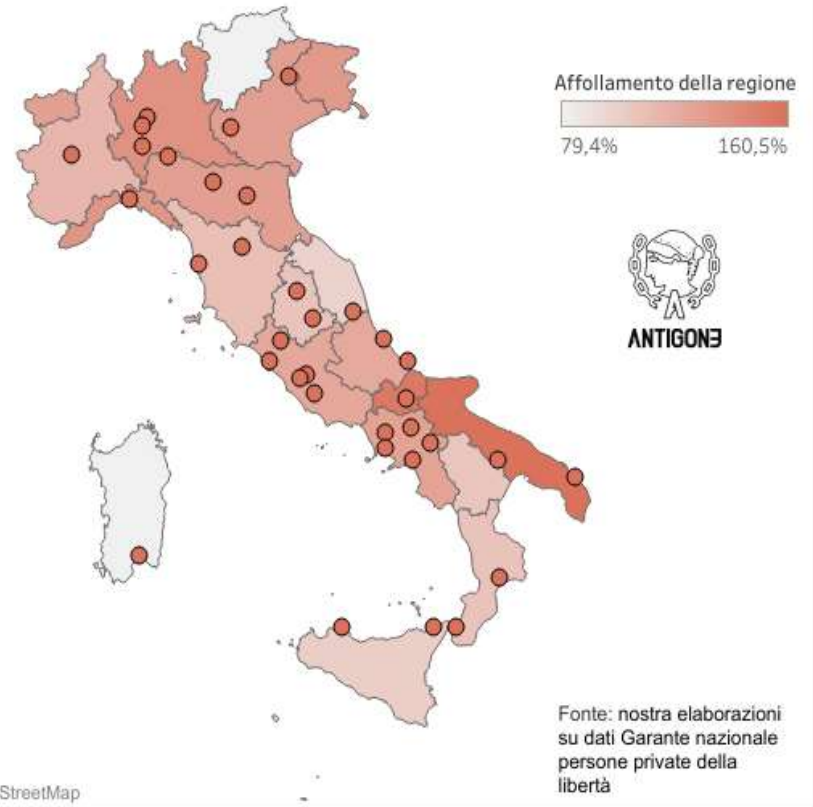 Affollamento della regione
79,4% 160,5%
ANTIGONE
Fonte: nostra elaborazioni
su dati Garante nazionale
persone private della
libertà
StreetMap